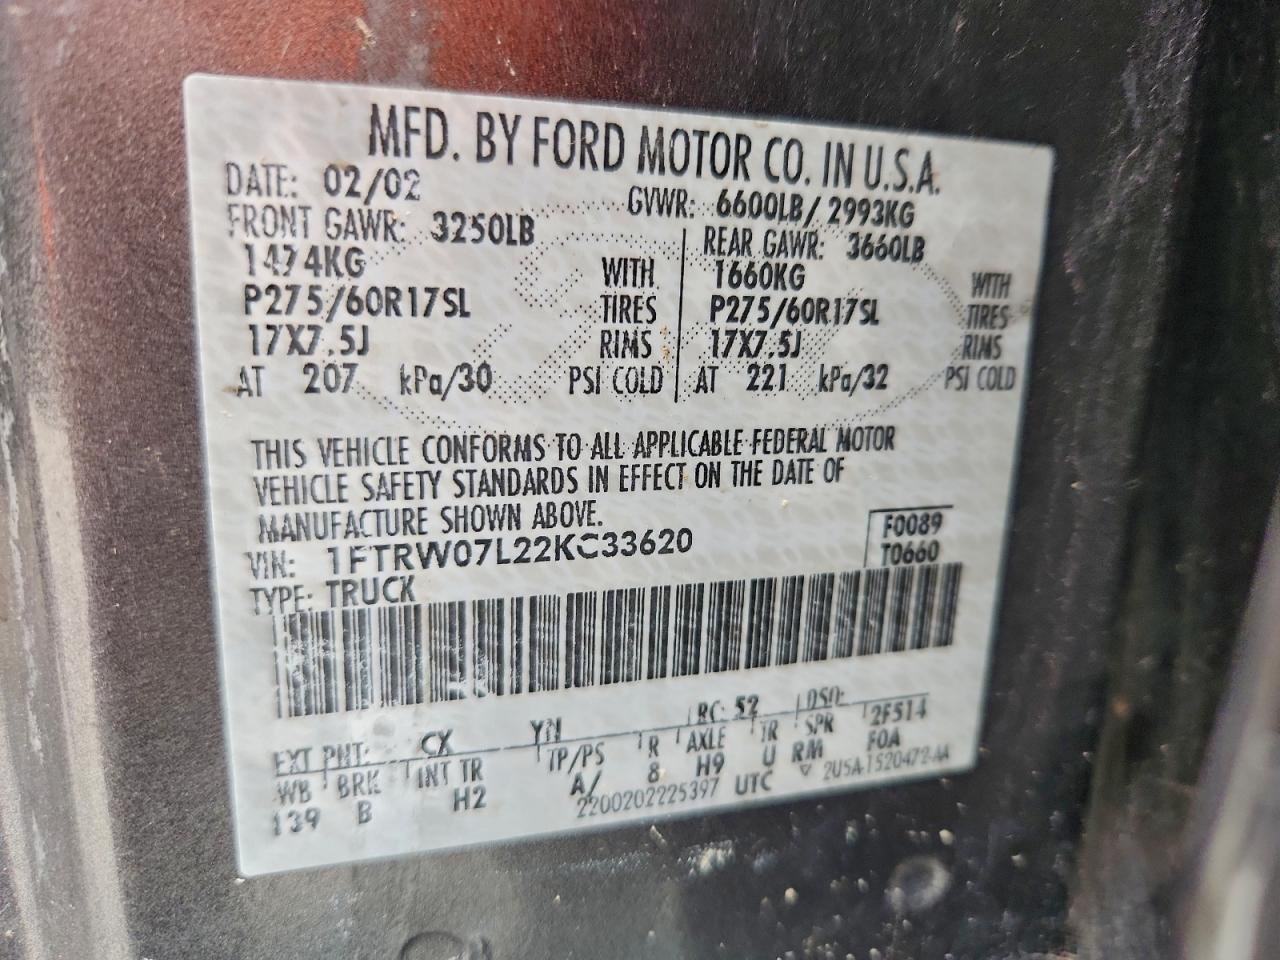 MFD. BY FORD MOTOR CO. IN U.S.A.
DATE: 02/02 GVWR: 6600LB/ 2993KG
FRONT GAWR: 3250LB REAR GAWR: 3660LB
1474KG WITH 1660KG WITH
P275/60R17SL TIRES P275/60R17SL TIRES
17X7.5J RIMS 17X7.5J RIMS
AT 207 kPa/30 PSI COLD AT 221 kPa/32 PSI COLD
THIS VEHICLE CONFORMS TO ALL APPLICABLE FEDERAL MOTOR
VEHICLE SAFETY STANDARDS IN EFFECT ON THE DATE OF
MANUFACTURE SHOWN ABOVE.
VIN: 1FTRW07L22KC33620 F0089
TYPE: TRUCK T0660
EXT PNT: CX YN RC: 52 DSO: 2F514
WB BRK INT TR TP/PS R AXLE TR SPR F0A
139 B H2 A/ 8 H9 U RM
2200202225397 UTC ▽ 2U5A-1520472-AA